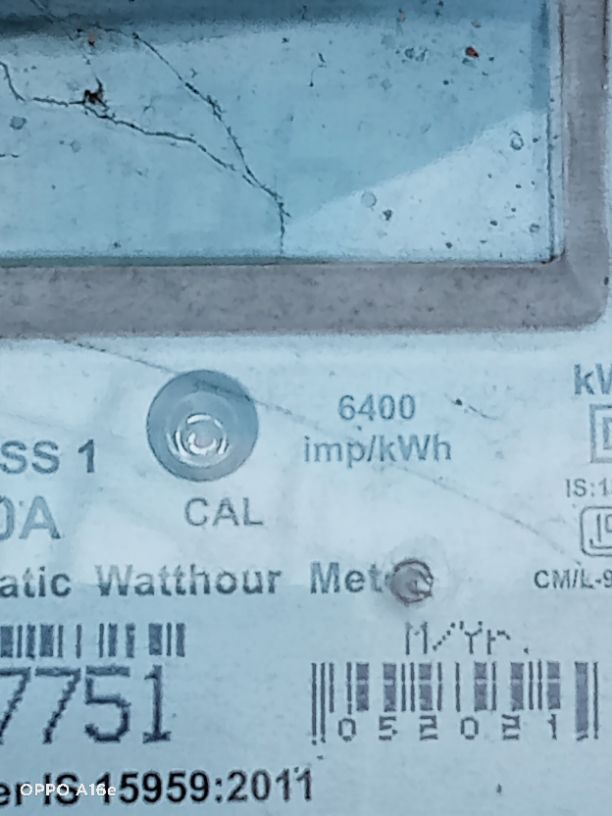 6400
imp/kWh
kW
SS 1
0A
CAL
IS:1
atic Watthour Met
CM/L-9
M/Yr.
7751
052021
er IS 15959:2011
OPPO A16e